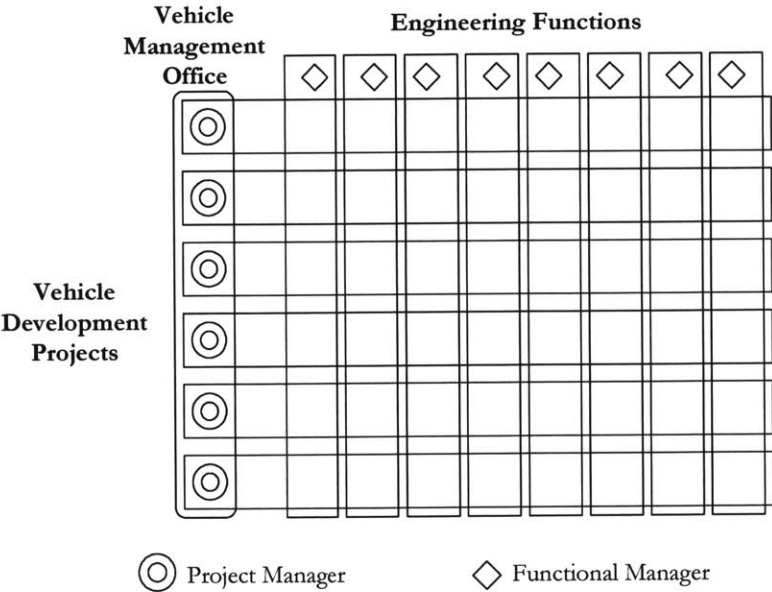 Vehicle
Management
Office
Engineering Functions
Vehicle
Development
Projects
Project Manager
Functional Manager